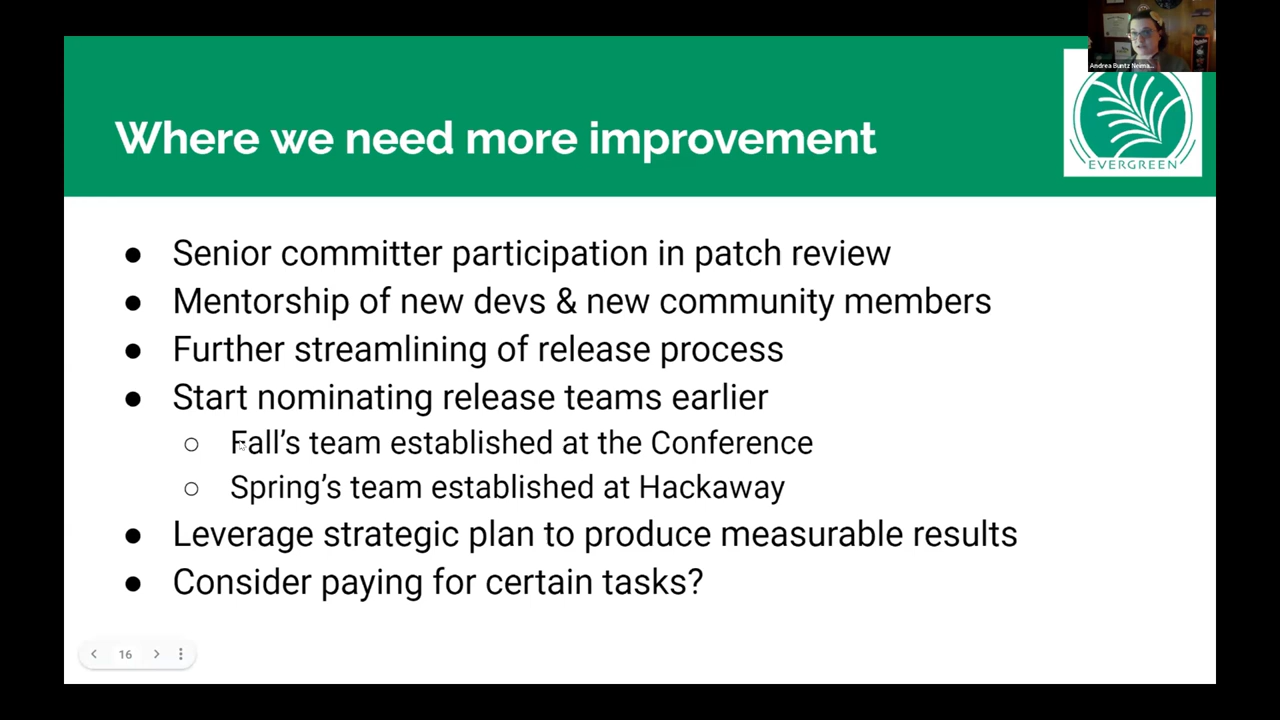 Andrea Buntz Neima...
Where we need more improvement
EVERGREEN
● Senior committer participation in patch review
● Mentorship of new devs & new community members
● Further streamlining of release process
● Start nominating release teams earlier
○ Fall’s team established at the Conference
○ Spring’s team established at Hackaway
● Leverage strategic plan to produce measurable results
● Consider paying for certain tasks?
16